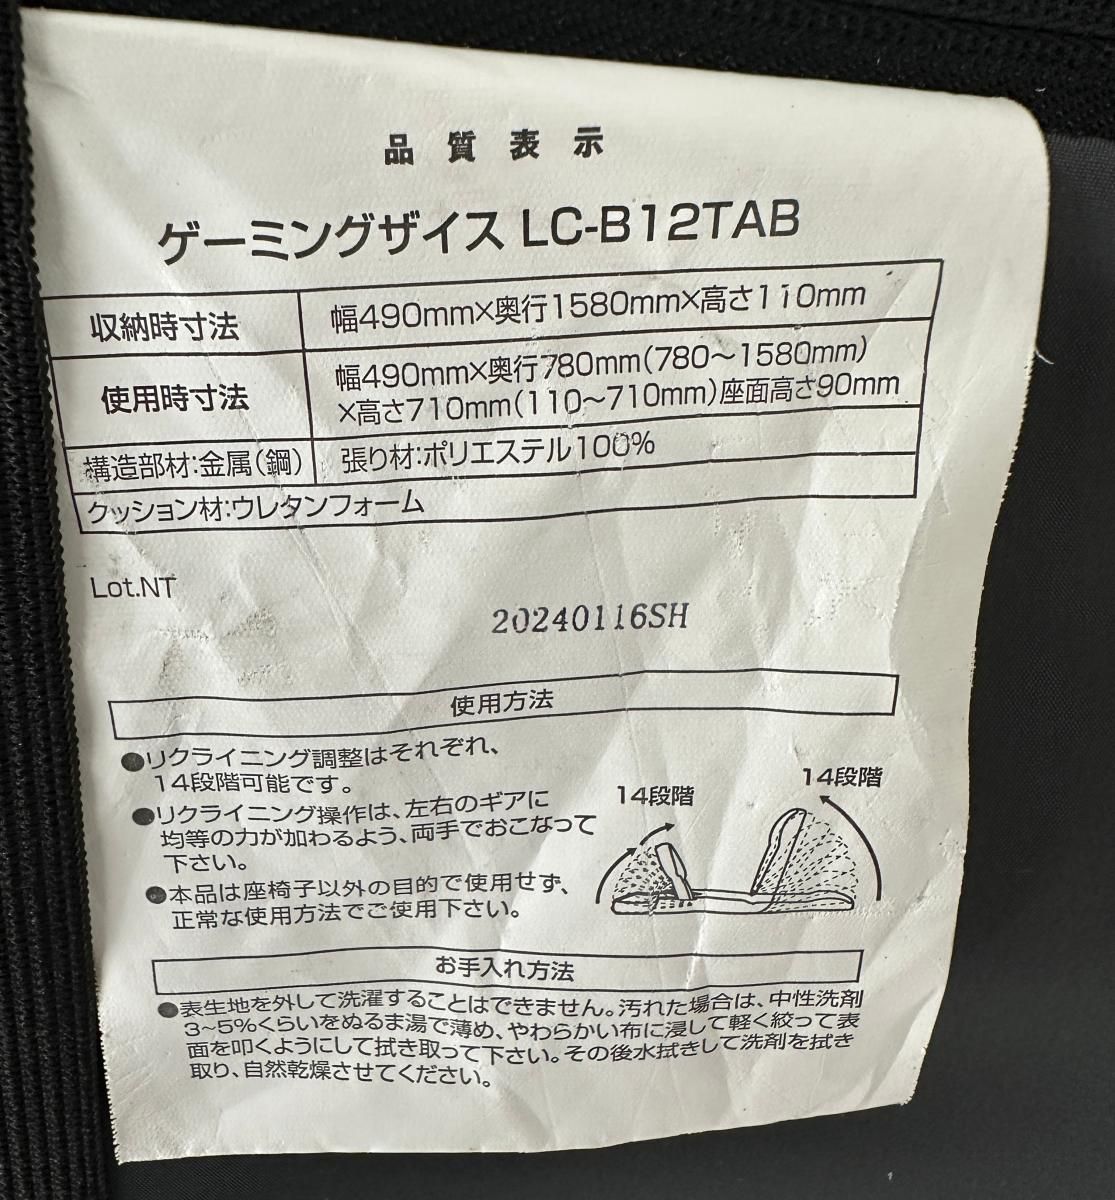 品質表示
ゲーミングザイス LC-B12TAB
収納時寸法 幅490mm×奥行1580mm×高さ110mm
使用時寸法 幅490mm×奥行780mm(780〜1580mm)
×高さ710mm(110〜710mm)座面高さ90mm
構造部材:金属(鋼) 張り材:ポリエステル100%
クッション材:ウレタンフォーム
Lot.NT
20240116SH
使用方法
●リクライニング調整はそれぞれ、
14段階可能です。
●リクライニング操作は、左右のギアに
均等の力が加わるよう、両手でおこなって
下さい。
●本品は座椅子以外の目的で使用せず、
正常な使用方法でご使用下さい。
14段階
14段階
お手入れ方法
●表生地を外して洗濯することはできません。汚れた場合は、中性洗剤
3〜5%くらいをぬるま湯で薄め、やわらかい布に浸して軽く絞って表
面を叩くようにして拭き取って下さい。その後水拭きして洗剤を拭き
取り、自然乾燥させてください。